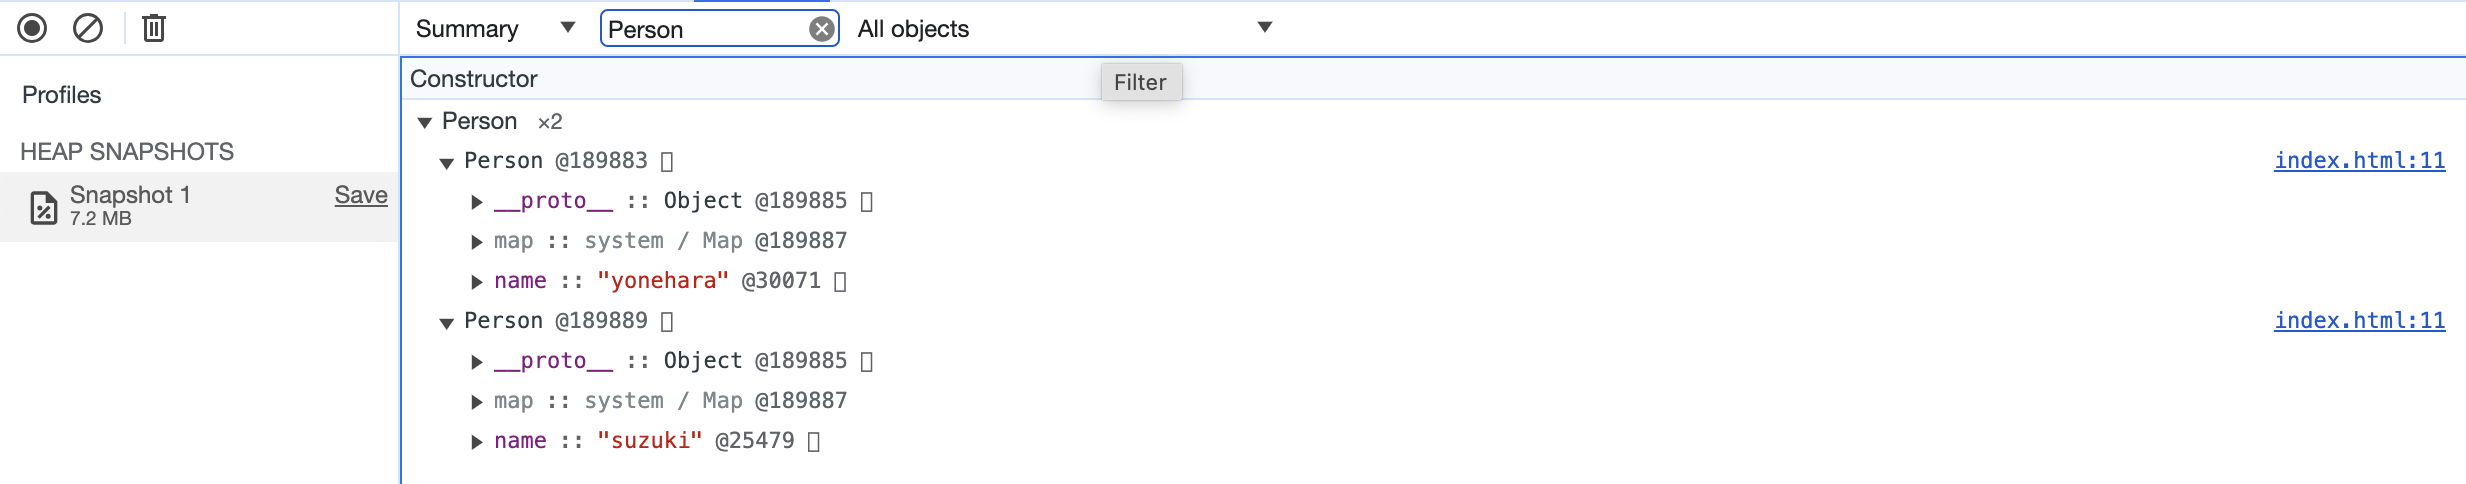 Summary Person All objects
Profiles
HEAP SNAPSHOTS
Snapshot 1 Save
7.2 MB
Constructor
Filter
Person ×2
Person @189883 index.html:11
__proto__ :: Object @189885
map :: system / Map @189887
name :: "yonehara" @30071
Person @189889 index.html:11
__proto__ :: Object @189885
map :: system / Map @189887
name :: "suzuki" @25479